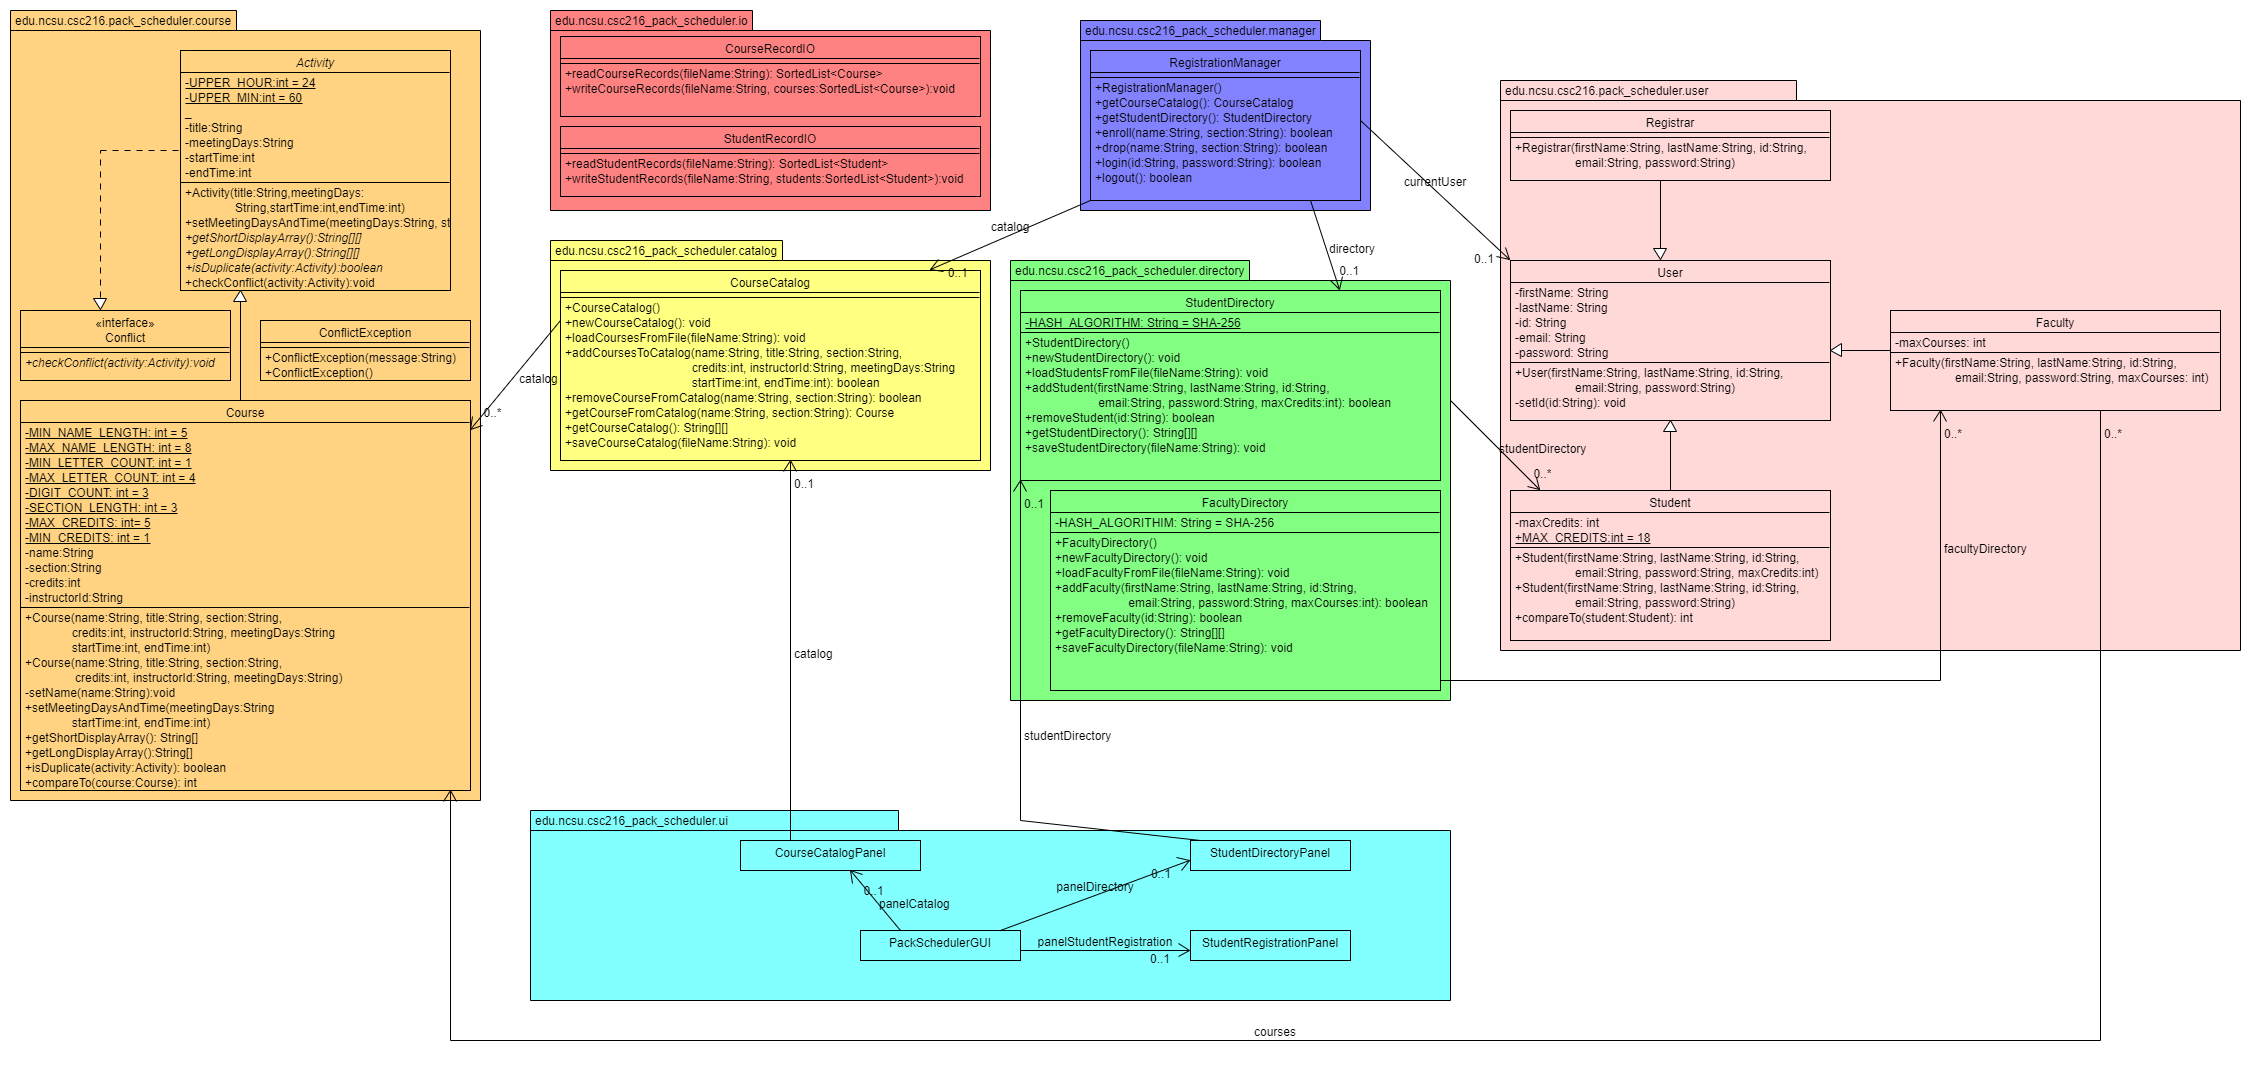 edu.ncsu.csc216.pack_scheduler.course
Activity
-UPPER_HOUR:int = 24
-UPPER_MIN:int = 60
_
-title:String
-meetingDays:String
-startTime:int
-endTime:int
+Activity(title:String,meetingDays:
String,startTime:int,endTime:int)
+setMeetingDaysAndTime(meetingDays:String, st
+getShortDisplayArray():String[][]
+getLongDisplayArray():String[][]
+isDuplicate(activity:Activity):boolean
+checkConflict(activity:Activity):void
«interface»
Conflict
+checkConflict(activity:Activity):void
ConflictException
+ConflictException(message:String)
+ConflictException()
Course
-MIN_NAME_LENGTH: int = 5
-MAX_NAME_LENGTH: int = 8
-MIN_LETTER_COUNT: int = 1
-MAX_LETTER_COUNT: int = 4
-DIGIT_COUNT: int = 3
-SECTION_LENGTH: int = 3
-MAX_CREDITS: int= 5
-MIN_CREDITS: int = 1
-name:String
-section:String
-credits:int
-instructorId:String
+Course(name:String, title:String, section:String,
credits:int, instructorId:String, meetingDays:String
startTime:int, endTime:int)
+Course(name:String, title:String, section:String,
credits:int, instructorId:String, meetingDays:String)
-setName(name:String):void
+setMeetingDaysAndTime(meetingDays:String
startTime:int, endTime:int)
+getShortDisplayArray(): String[]
+getLongDisplayArray():String[]
+isDuplicate(activity:Activity): boolean
+compareTo(course:Course): int
edu.ncsu.csc216_pack_scheduler.io
CourseRecordIO
+readCourseRecords(fileName:String): SortedList<Course>
+writeCourseRecords(fileName:String, courses:SortedList<Course>):void
StudentRecordIO
+readStudentRecords(fileName:String): SortedList<Student>
+writeStudentRecords(fileName:String, students:SortedList<Student>):void
edu.ncsu.csc216_pack_scheduler.catalog
CourseCatalog
+CourseCatalog()
+newCourseCatalog(): void
+loadCoursesFromFile(fileName:String): void
+addCoursesToCatalog(name:String, title:String, section:String,
credits:int, instructorId:String, meetingDays:String
startTime:int, endTime:int): boolean
+removeCourseFromCatalog(name:String, section:String): boolean
+getCourseFromCatalog(name:String, section:String): Course
+getCourseCatalog(): String[][]
+saveCourseCatalog(fileName:String): void
catalog
0..*
edu.ncsu.csc216_pack_scheduler.manager
RegistrationManager
+RegistrationManager()
+getCourseCatalog(): CourseCatalog
+getStudentDirectory(): StudentDirectory
+enroll(name:String, section:String): boolean
+drop(name:String, section:String): boolean
+login(id:String, password:String): boolean
+logout(): boolean
catalog
0..1
directory
0..1
currentUser
0..1
edu.ncsu.csc216_pack_scheduler.directory
StudentDirectory
-HASH_ALGORITHM: String = SHA-256
+StudentDirectory()
+newStudentDirectory(): void
+loadStudentsFromFile(fileName:String): void
+addStudent(firstName:String, lastName:String, id:String,
email:String, password:String, maxCredits:int): boolean
+removeStudent(id:String): boolean
+getStudentDirectory(): String[][]
+saveStudentDirectory(fileName:String): void
FacultyDirectory
-HASH_ALGORITHIM: String = SHA-256
+FacultyDirectory()
+newFacultyDirectory(): void
+loadFacultyFromFile(fileName:String): void
+addFaculty(firstName:String, lastName:String, id:String,
email:String, password:String, maxCourses:int): boolean
+removeFaculty(id:String): boolean
+getFacultyDirectory(): String[][]
+saveFacultyDirectory(fileName:String): void
studentDirectory
0..*
edu.ncsu.csc216.pack_scheduler.user
Registrar
+Registrar(firstName:String, lastName:String, id:String,
email:String, password:String)
User
-firstName: String
-lastName: String
-id: String
-email: String
-password: String
+User(firstName:String, lastName:String, id:String,
email:String, password:String)
-setId(id:String): void
Faculty
-maxCourses: int
+Faculty(firstName:String, lastName:String, id:String,
email:String, password:String, maxCourses: int)
Student
-maxCredits: int
+MAX_CREDITS:int = 18
+Student(firstName:String, lastName:String, id:String,
email:String, password:String, maxCredits:int)
+Student(firstName:String, lastName:String, id:String,
email:String, password:String)
+compareTo(student:Student): int
0..*
facultyDirectory
0..*
0..1
catalog
0..1
studentDirectory
edu.ncsu.csc216_pack_scheduler.ui
CourseCatalogPanel
StudentDirectoryPanel
0..1
panelCatalog
panelDirectory
0..1
PackSchedulerGUI
panelStudentRegistration
0..1
StudentRegistrationPanel
courses